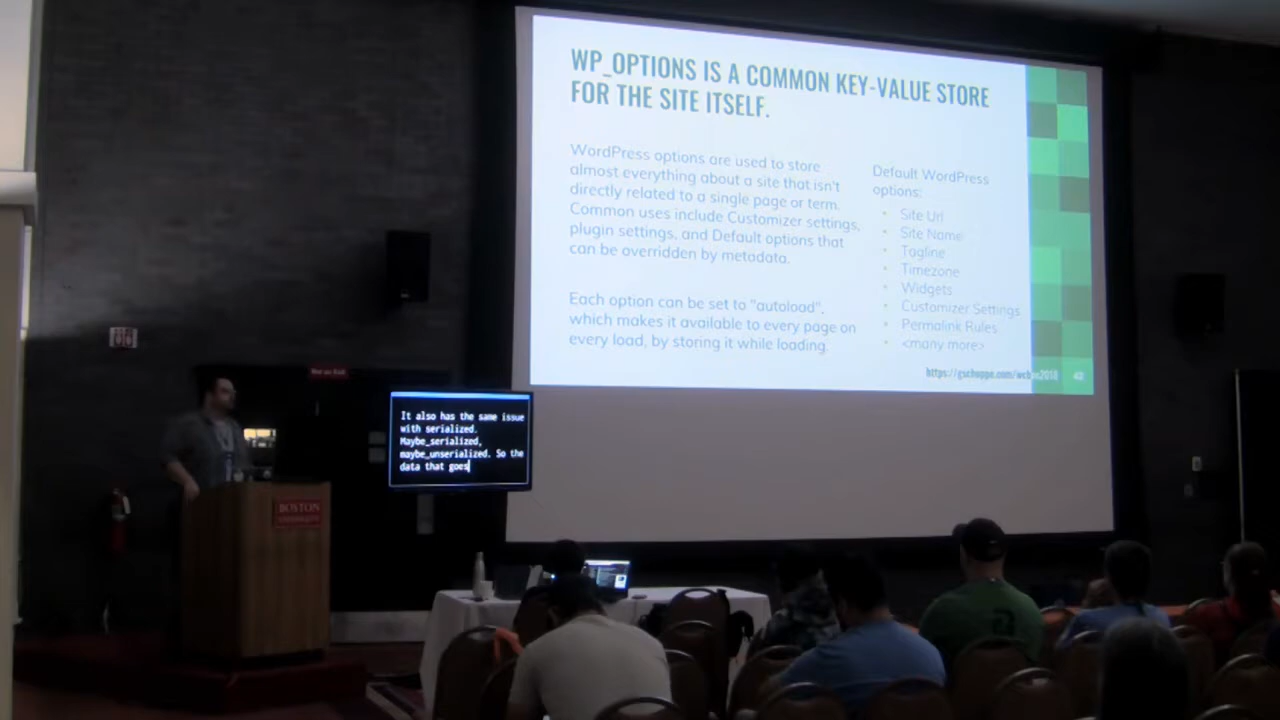 WP_OPTIONS IS A COMMON KEY-VALUE STORE
FOR THE SITE ITSELF.
WordPress options are used to store
almost everything about a site that isn't
directly related to a single page or term.
Common uses include Customizer settings,
plugin settings, and Default options that
can be overridden by metadata.
Each option can be set to "autoload",
which makes it available to every page on
every load, by storing it while loading.
Default WordPress
options:
Site Url
Site Name
Tagline
Timezone
Widgets
Customizer Settings
Permalink Rules
<many more>
It also has the same issue
with serialized.
Maybe_serialized,
maybe_unserialized. So the
data that goes
BOSTON
UNIVERSITY